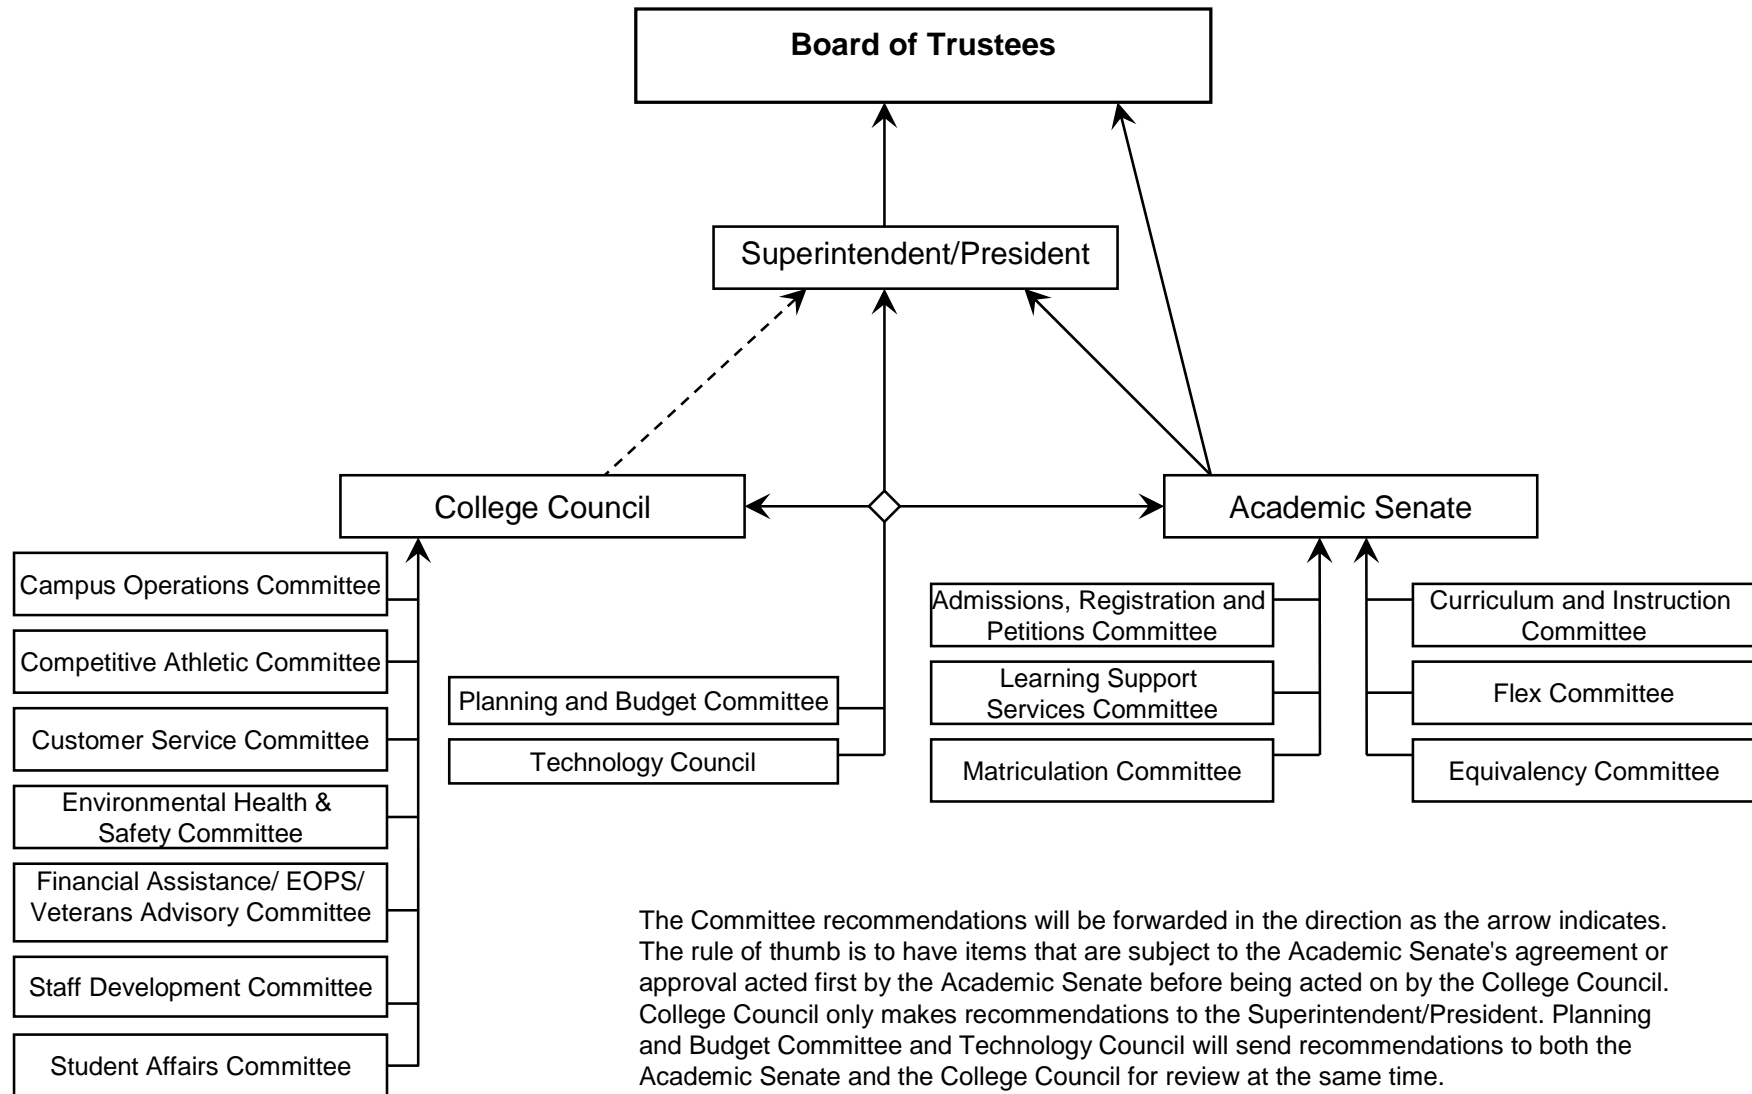 Board of Trustees
Superintendent/President
College Council
Academic Senate
Campus Operations Committee
Competitive Athletic Committee
Customer Service Committee
Environmental Health &
Safety Committee
Financial Assistance/ EOPS/
Veterans Advisory Committee
Staff Development Committee
Student Affairs Committee
Planning and Budget Committee
Technology Council
Admissions, Registration and
Petitions Committee
Learning Support
Services Committee
Matriculation Committee
Curriculum and Instruction
Committee
Flex Committee
Equivalency Committee
The Committee recommendations will be forwarded in the direction as the arrow indicates.
The rule of thumb is to have items that are subject to the Academic Senate's agreement or
approval acted first by the Academic Senate before being acted on by the College Council.
College Council only makes recommendations to the Superintendent/President. Planning
and Budget Committee and Technology Council will send recommendations to both the
Academic Senate and the College Council for review at the same time.